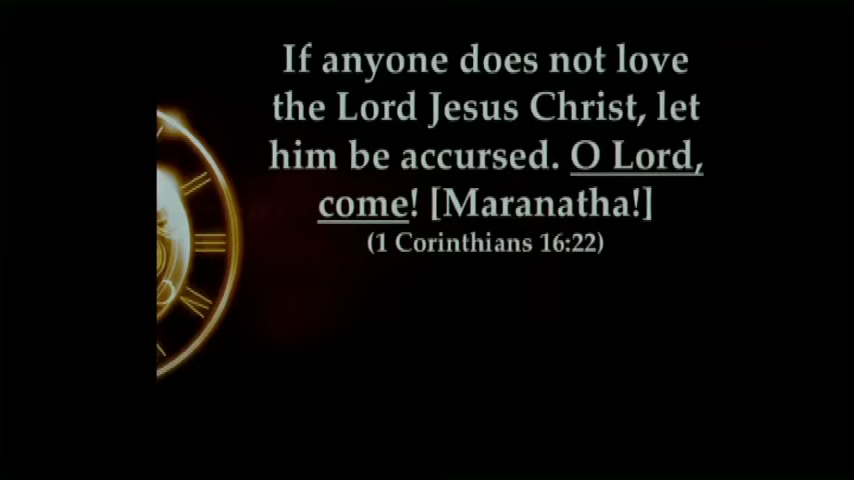 If anyone does not love
the Lord Jesus Christ, let
him be accursed. O Lord,
come! [Maranatha!]
(1 Corinthians 16:22)